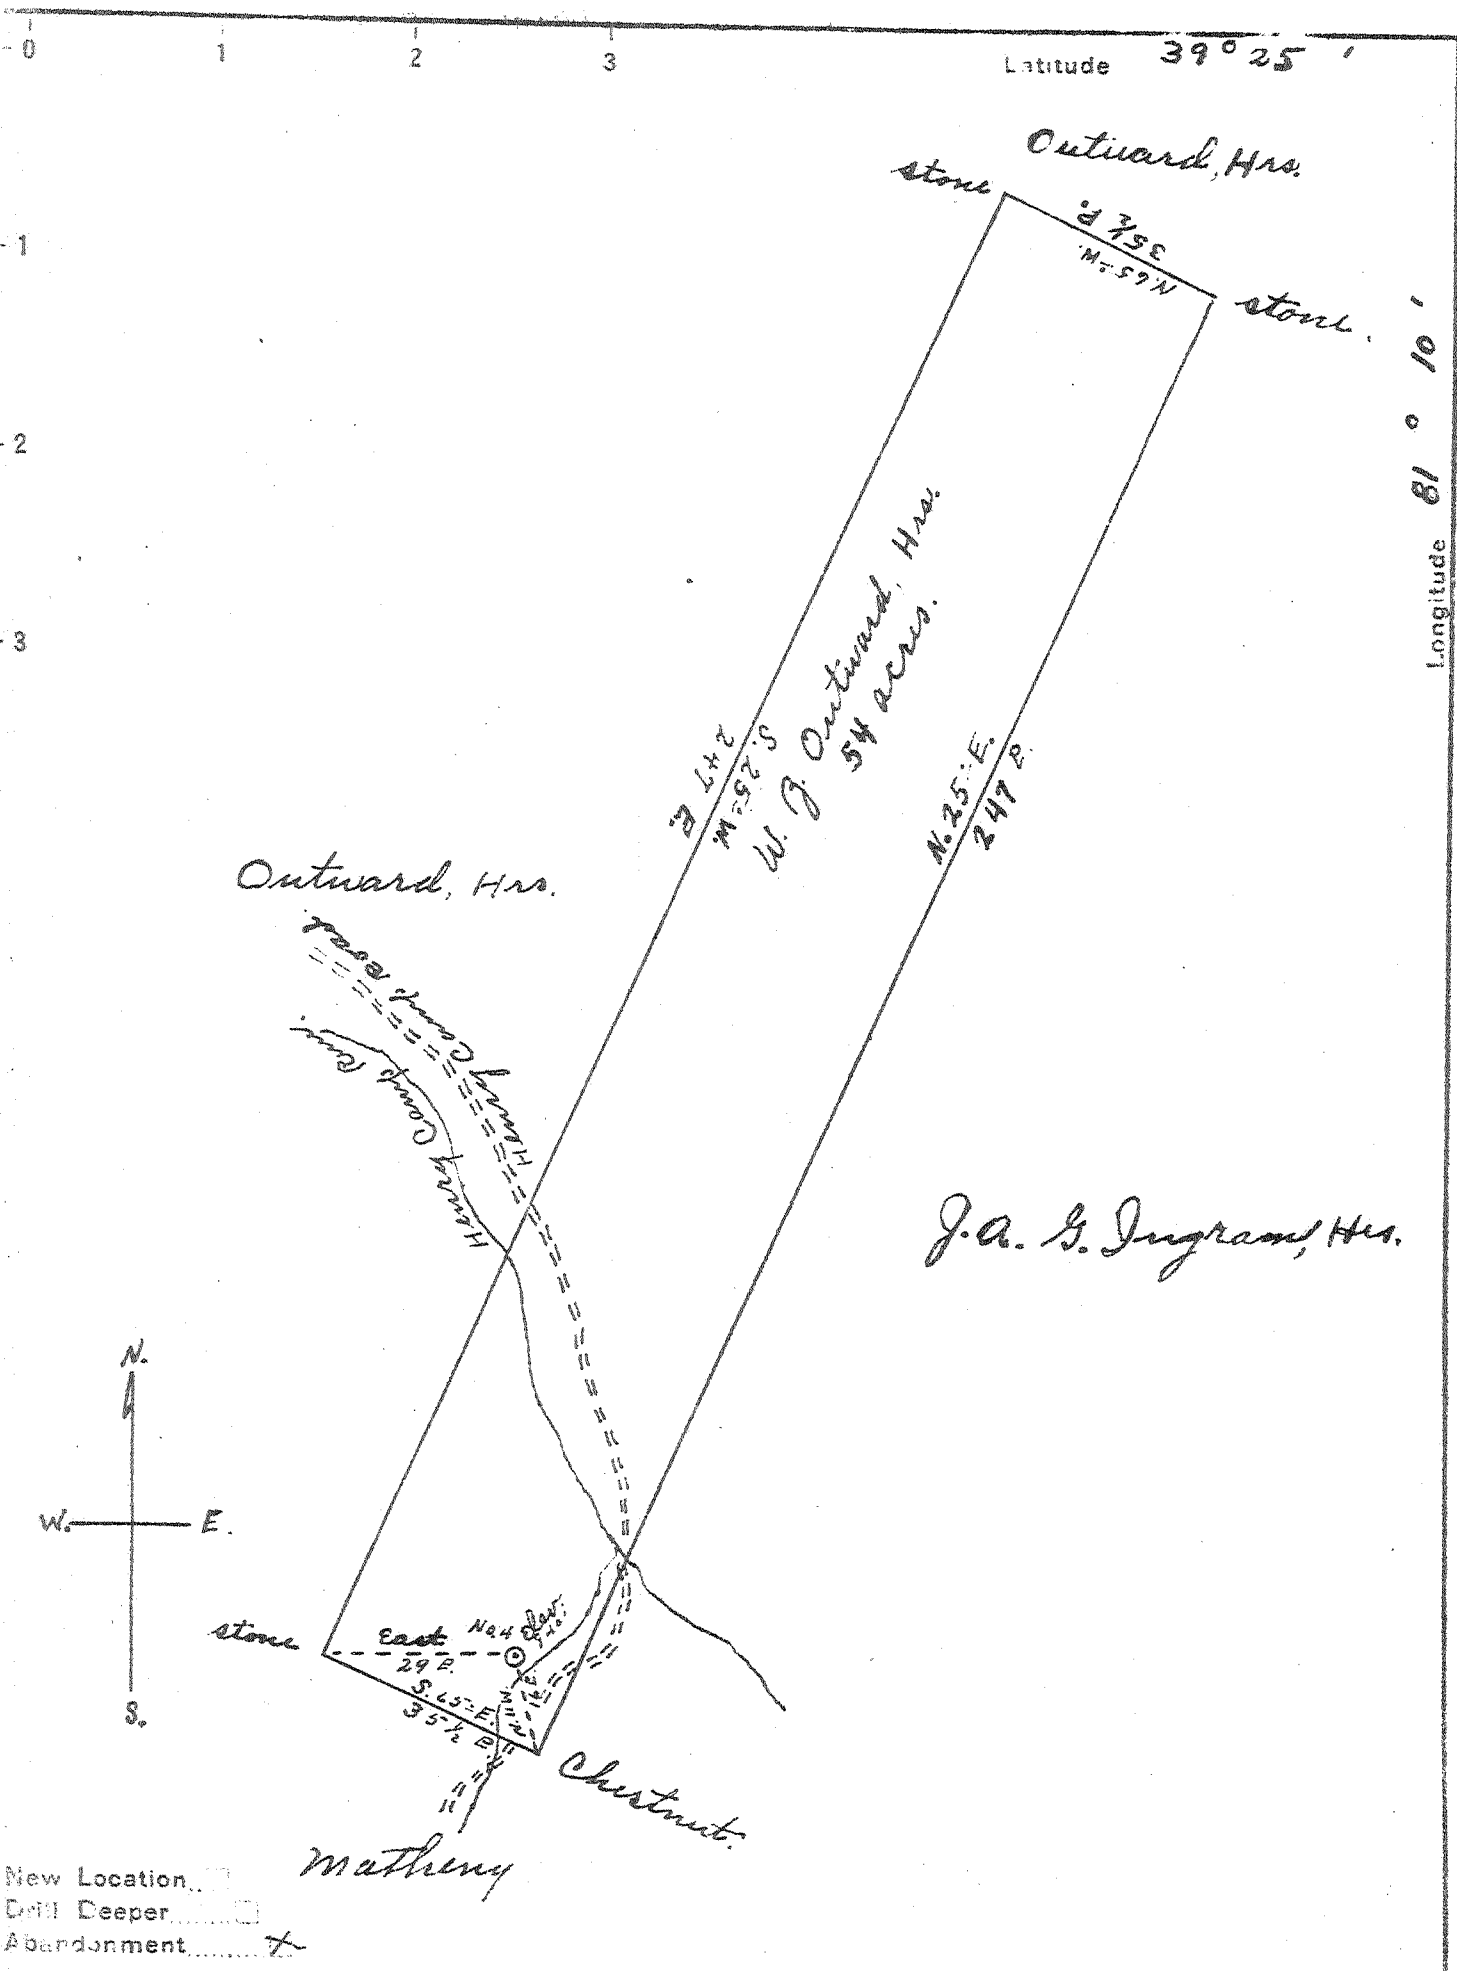 0 1 2 3
Latitude 39° 25 '
Outward, Hrs.
stone
35½ P.
N. 65 = W.
stone.
1
2
3
Longitude 81 ° 10 '
W. J. Outward, Hrs.
54 acres.
247 P.
S. 25 = W.
N. 25 = E.
247 P.
Outward, Hrs.
Henry Camp Road.
Henry Camp Run.
J. A. G. Ingram, Hrs.
N.
W. E.
S.
stone
East
29 P.
No. 4
Elev.
S. 65 = E.
35½ P.
Chestnut.
Matheny
New Location
Drill Deeper
Abandonment X